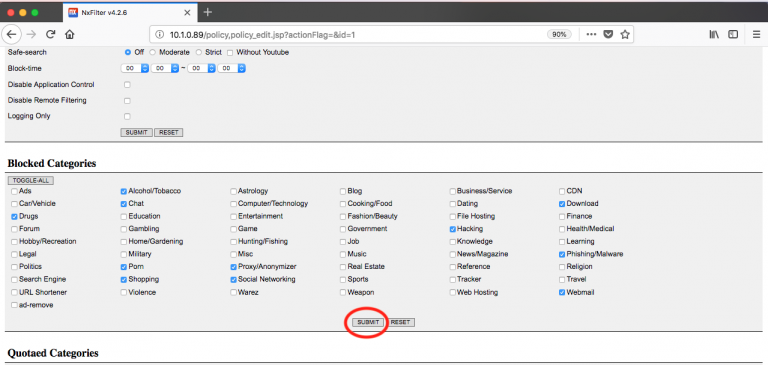 NxFilter v4.2.6
10.1.0.89/policy,policy_edit.jsp?actionFlag=&id=1 90%
Safe-search Off Moderate Strict Without Youtube
Block-time 00 00 ~ 00 00
Disable Application Control
Disable Remote Filtering
Logging Only
SUBMIT RESET
Blocked Categories
TOGGLE-ALL
Ads Alcohol/Tobacco Astrology Blog Business/Service CDN
Car/Vehicle Chat Computer/Technology Cooking/Food Dating Download
Drugs Education Entertainment Fashion/Beauty File Hosting Finance
Forum Gambling Game Government Hacking Health/Medical
Hobby/Recreation Home/Gardening Hunting/Fishing Job Knowledge Learning
Legal Military Misc Music News/Magazine Phishing/Malware
Politics Porn Proxy/Anonymizer Real Estate Reference Religion
Search Engine Shopping Social Networking Sports Tracker Travel
URL Shortener Violence Warez Weapon Web Hosting Webmail
ad-remove
SUBMIT RESET
Quotaed Categories